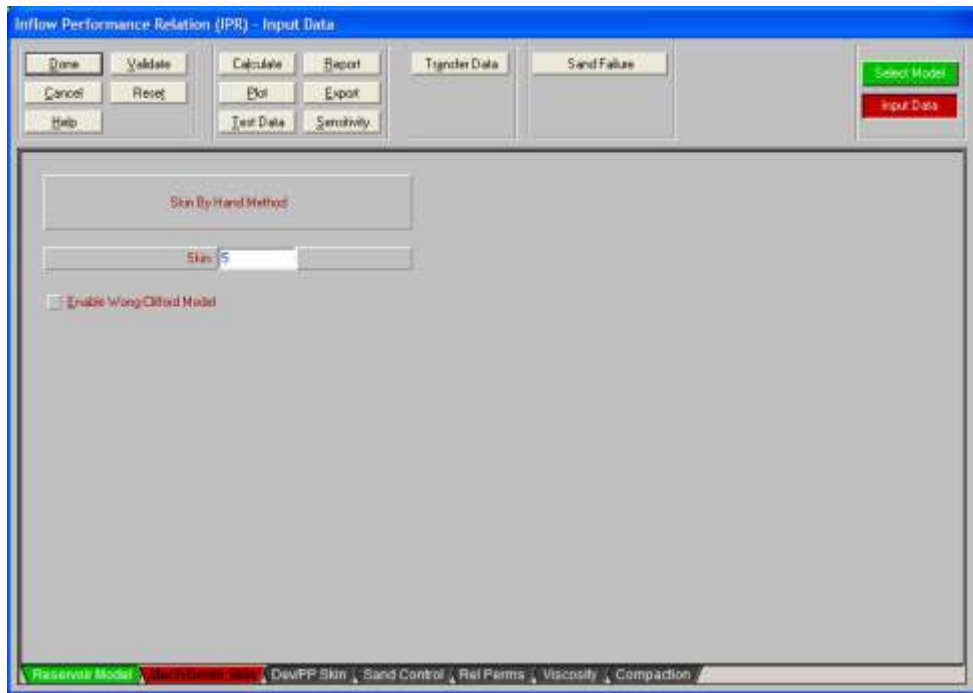 Inflow Performance Relation (IPR) - Input Data
Done Validate Calculate Report Transfer Data Sand Failure
Select Model
Cancel Reset Plot Export
Input Data
Help Test Data Sensitivity
Skin By Hand Method
Skin 5
Enable Wong-Clifford Model
Reservoir Model Dev/PP Skin Sand Control Rel Perms Viscosity Compaction